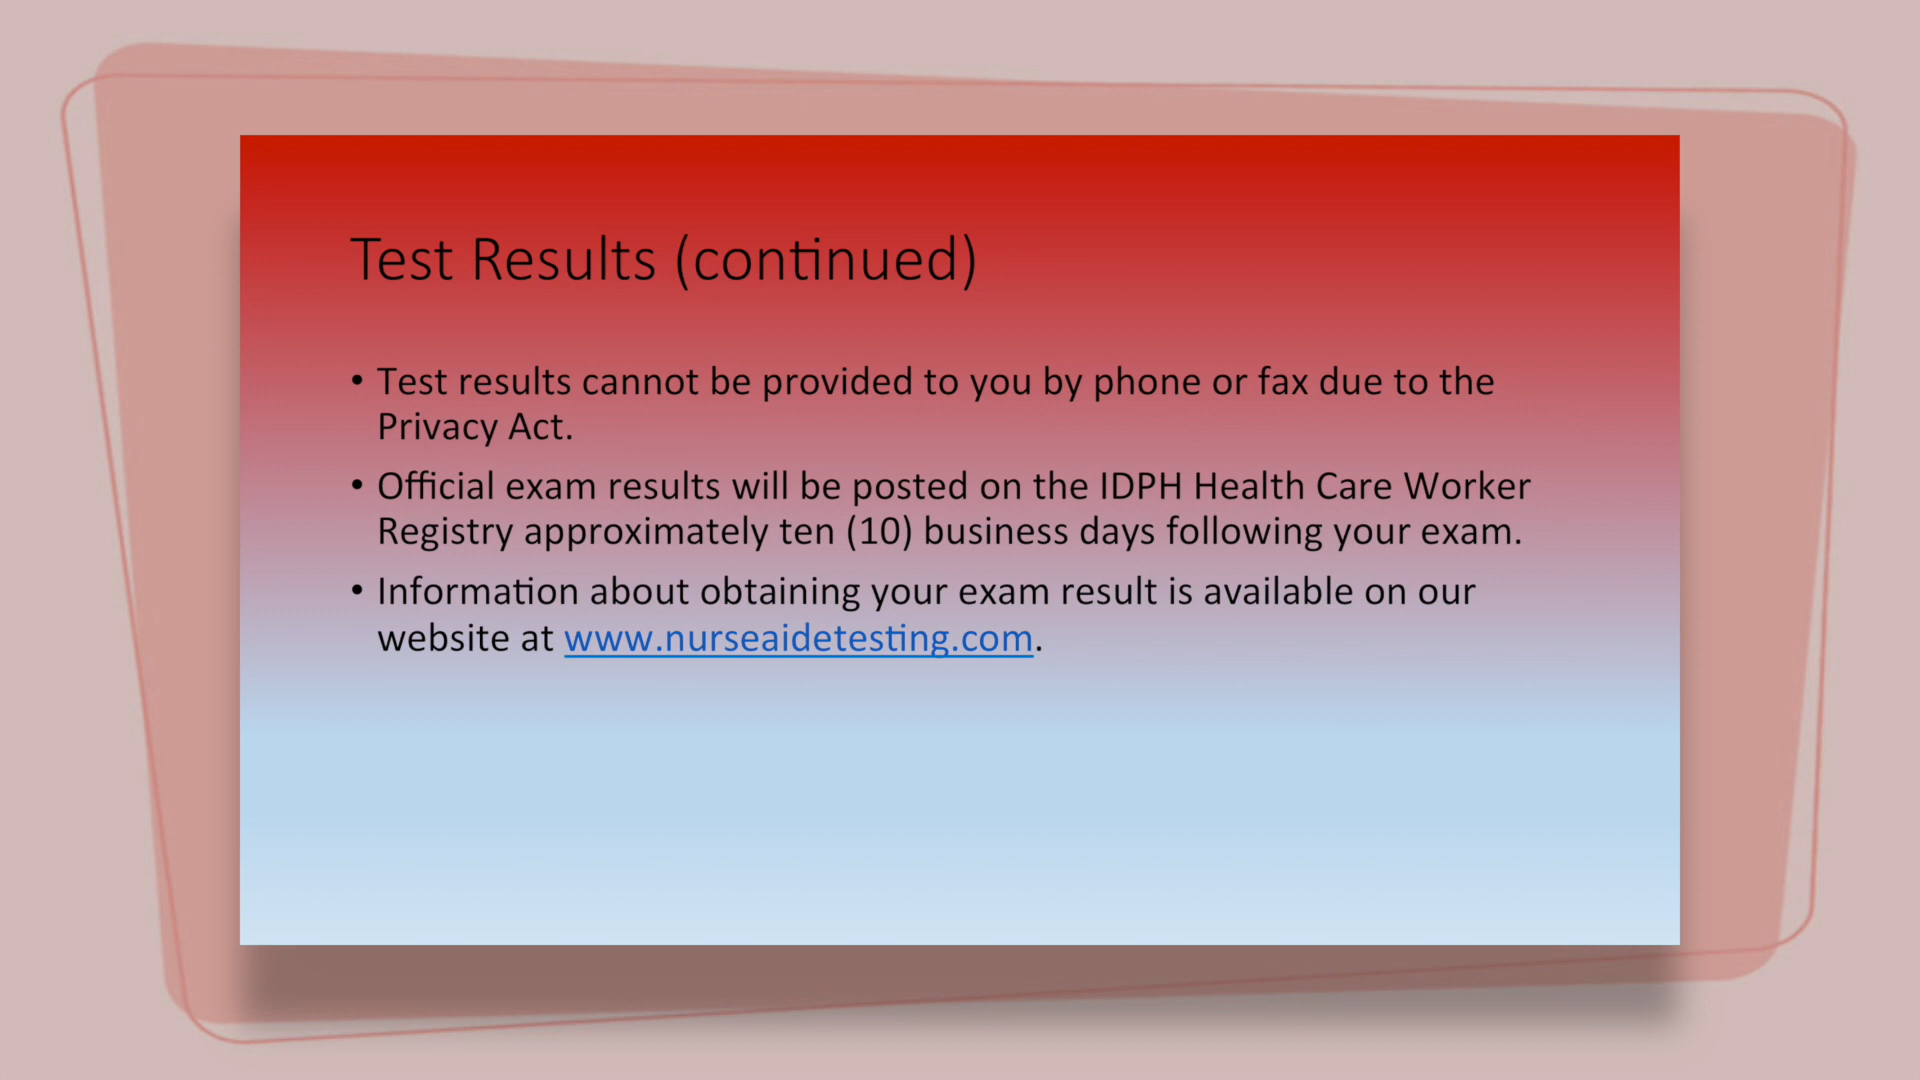 Test Results (continued)
• Test results cannot be provided to you by phone or fax due to the
Privacy Act.
• Official exam results will be posted on the IDPH Health Care Worker
Registry approximately ten (10) business days following your exam.
• Information about obtaining your exam result is available on our
website at www.nurseaidetesting.com.